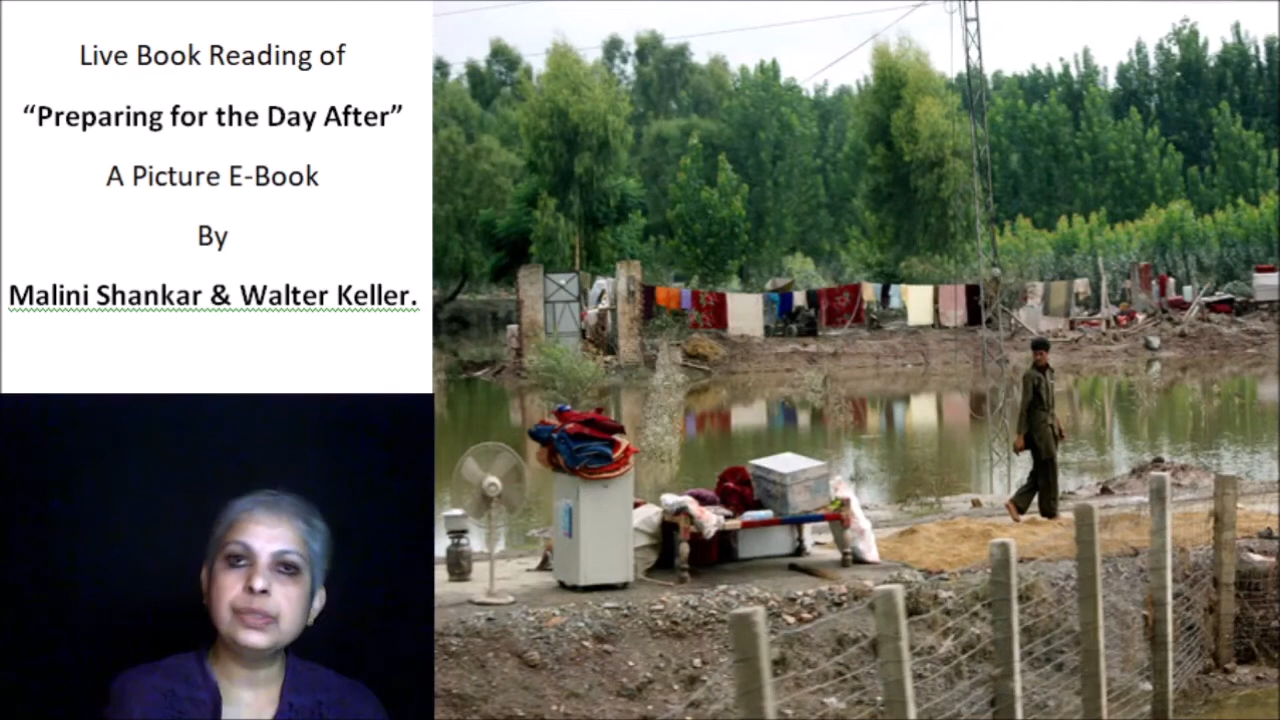 Live Book Reading of
“Preparing for the Day After”
A Picture E-Book
By
Malini Shankar & Walter Keller.